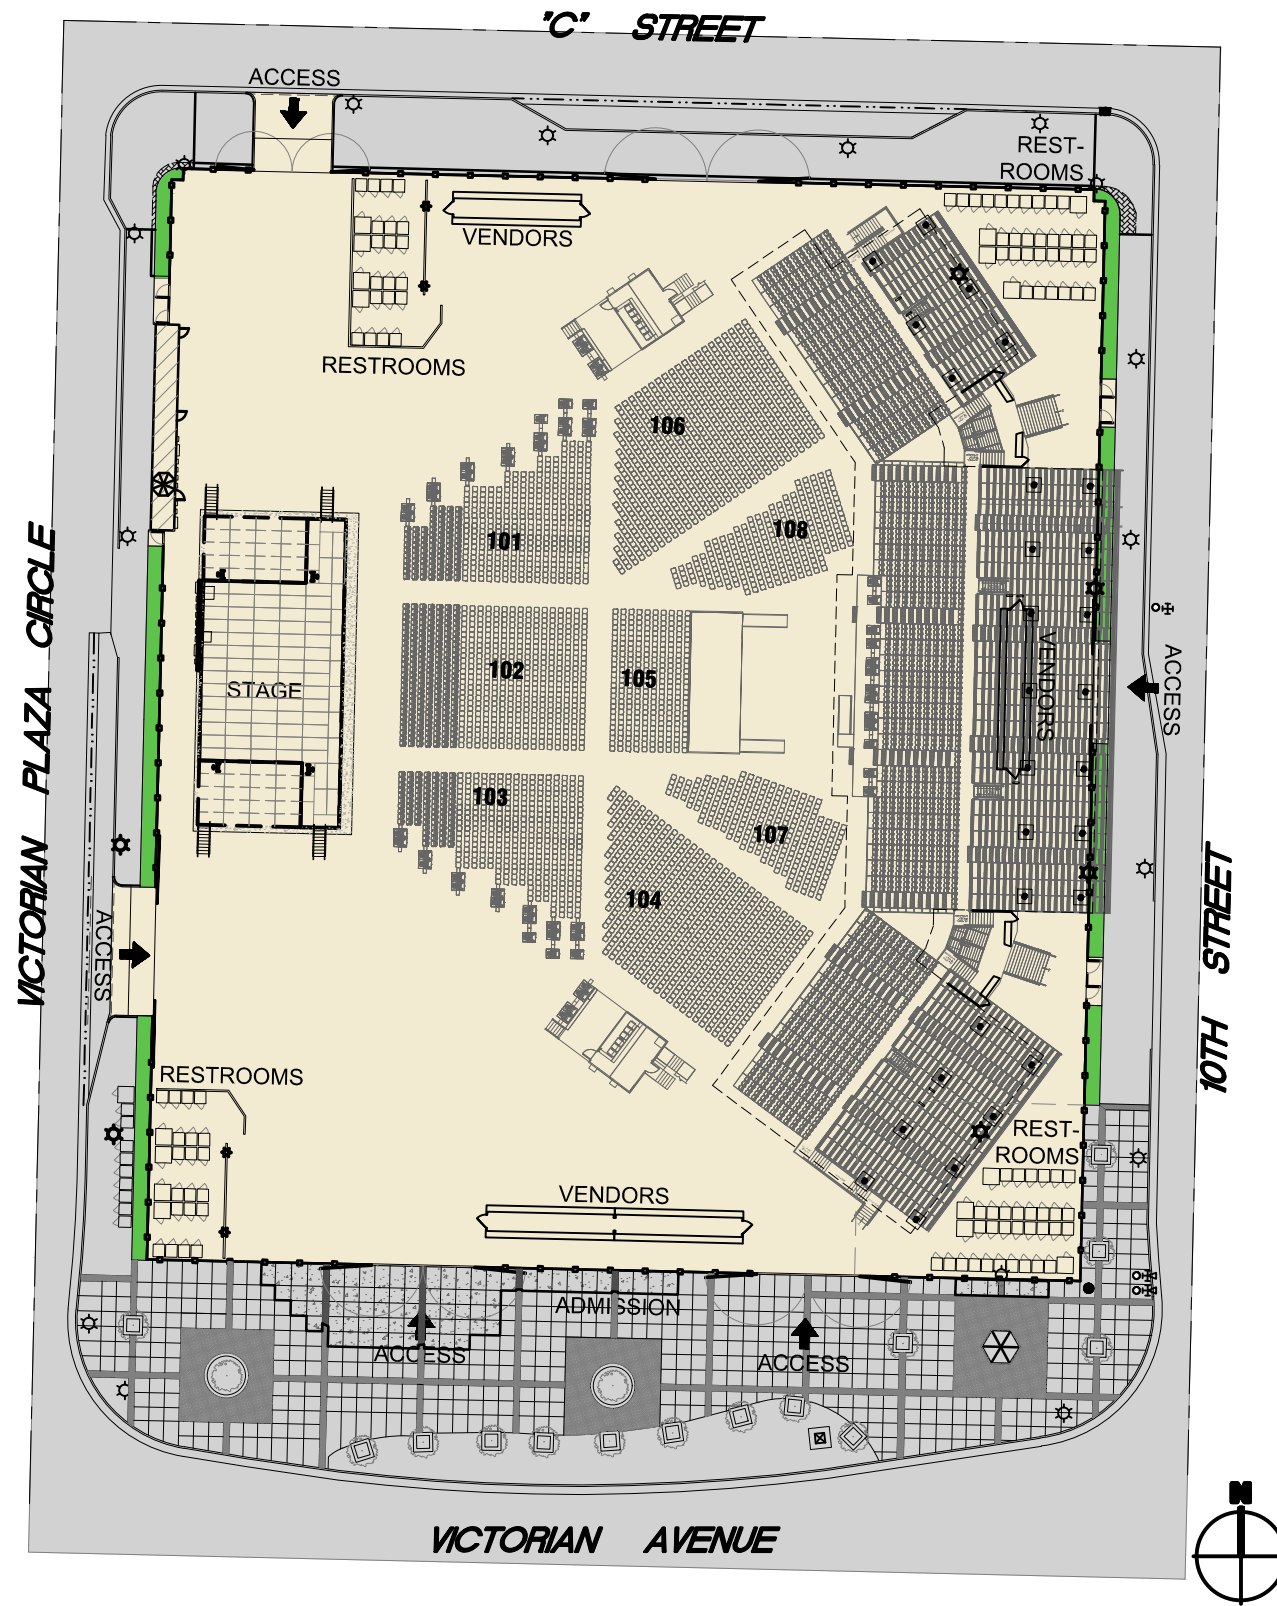 "C" STREET
ACCESS
REST-
ROOMS
VENDORS
RESTROOMS
106
108
101
102
105
STAGE
VENDORS
ACCESS
103
107
104
VICTORIAN PLAZA CIRCLE
ACCESS
10TH STREET
RESTROOMS
REST-
ROOMS
VENDORS
ADMISSION
ACCESS
ACCESS
N
VICTORIAN AVENUE